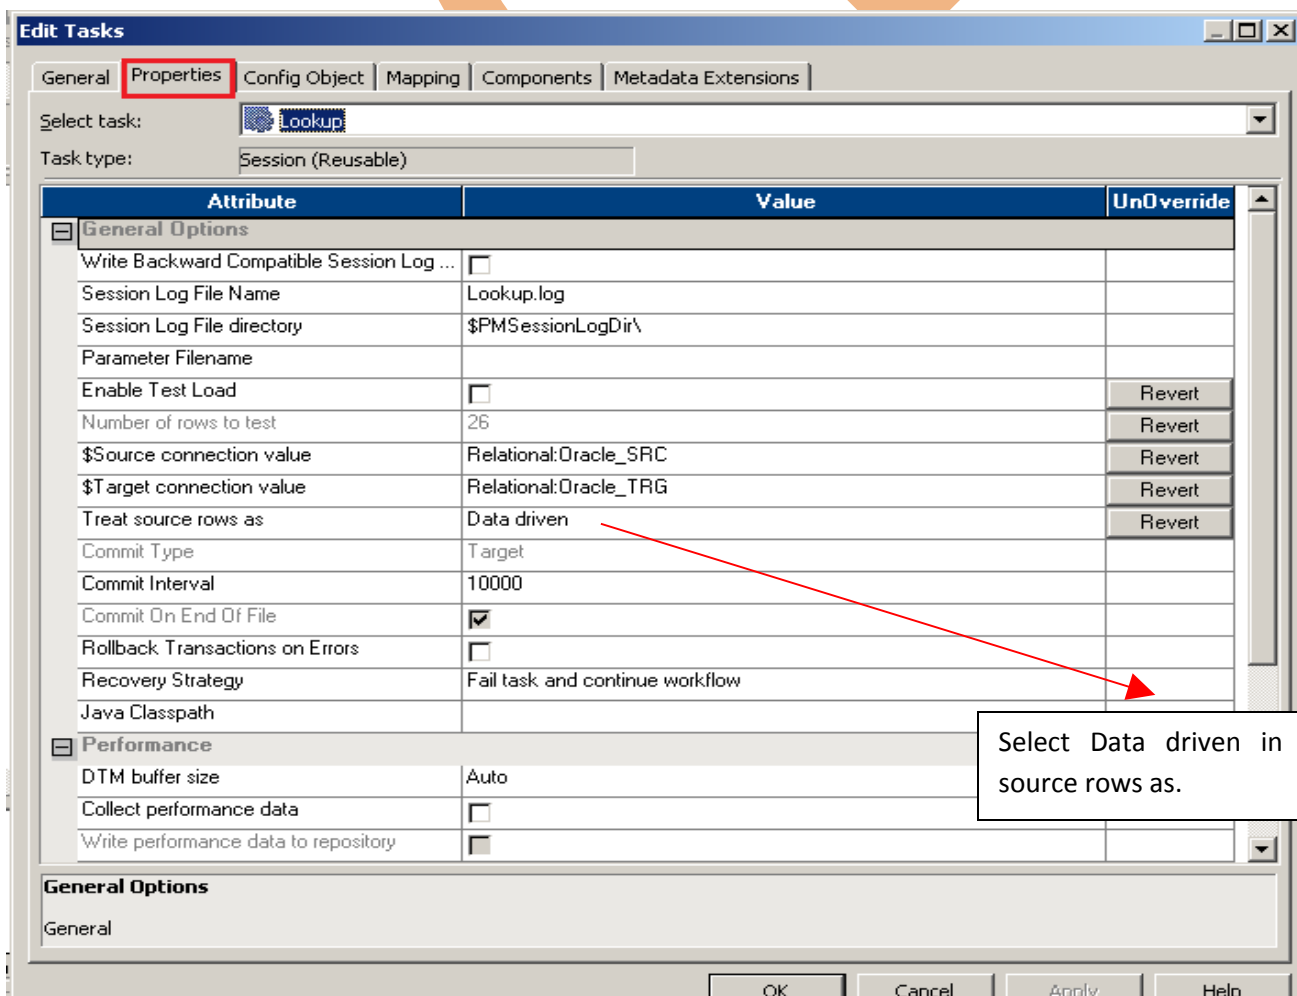 Edit Tasks
General Properties Config Object Mapping Components Metadata Extensions
Select task: Lookup
Task type: Session (Reusable)
Attribute Value UnOverride
General Options
Write Backward Compatible Session Log ...
Session Log File Name Lookup.log
Session Log File directory $PMSessionLogDir\
Parameter Filename
Enable Test Load Revert
Number of rows to test 26 Revert
$Source connection value Relational:Oracle_SRC Revert
$Target connection value Relational:Oracle_TRG Revert
Treat source rows as Data driven Revert
Commit Type Target
Commit Interval 10000
Commit On End Of File
Rollback Transactions on Errors
Recovery Strategy Fail task and continue workflow
Java Classpath
Select Data driven in
source rows as.
Performance
DTM buffer size Auto
Collect performance data
Write performance data to repository
General Options
General
OK Cancel Apply Help